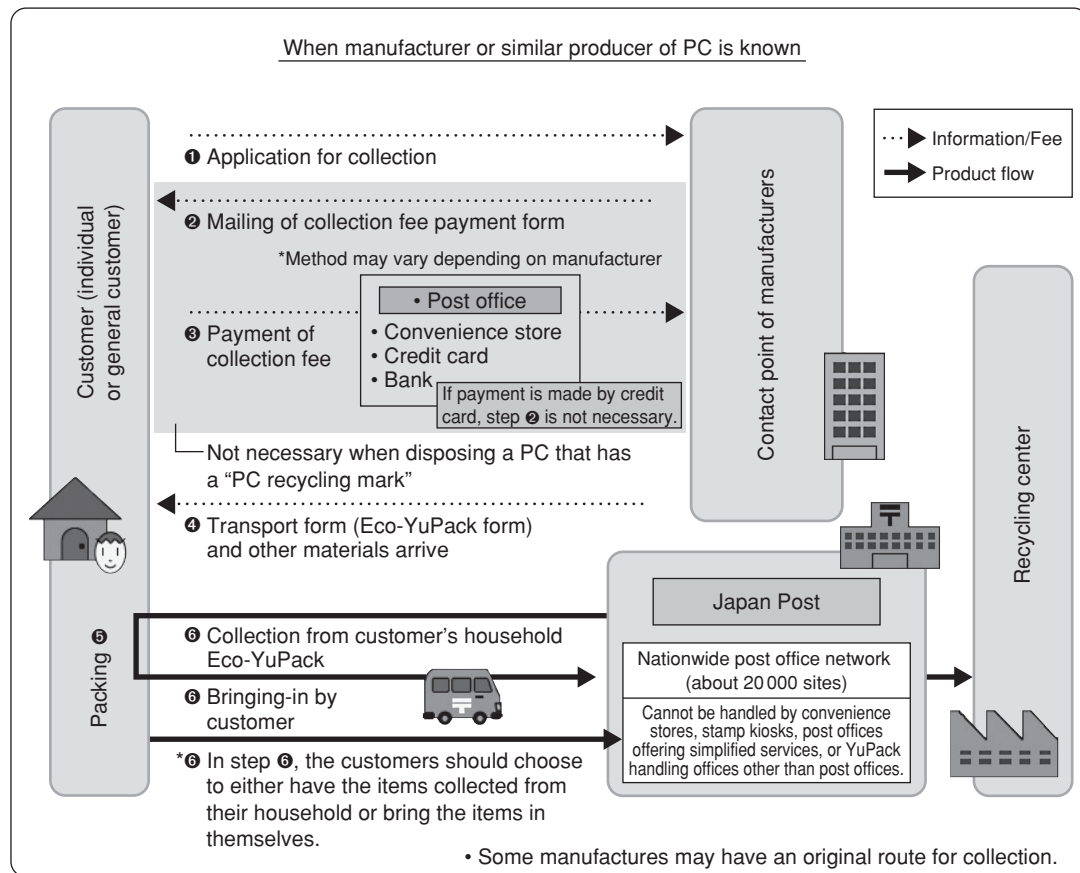 When manufacturer or similar producer of PC is known
Customer (individual
or general customer)
Packing ❺
❶ Application for collection
❷ Mailing of collection fee payment form
*Method may vary depending on manufacturer
❸ Payment of
collection fee
• Post office
• Convenience store
• Credit card
• Bank
If payment is made by credit
card, step ❷ is not necessary.
Not necessary when disposing a PC that has
a “PC recycling mark”
❹ Transport form (Eco-YuPack form)
and other materials arrive
Contact point of manufacturers
Information/Fee
Product flow
Recycling center
〒
Japan Post
Nationwide post office network
(about 20 000 sites)
Cannot be handled by convenience
stores, stamp kiosks, post offices
offering simplified services, or YuPack
handling offices other than post offices.
❻ Collection from customer’s household
Eco-YuPack
〒
❻ Bringing-in by
customer
*❻ In step ❻, the customers should choose
to either have the items collected from
their household or bring the items in
themselves.
• Some manufactures may have an original route for collection.